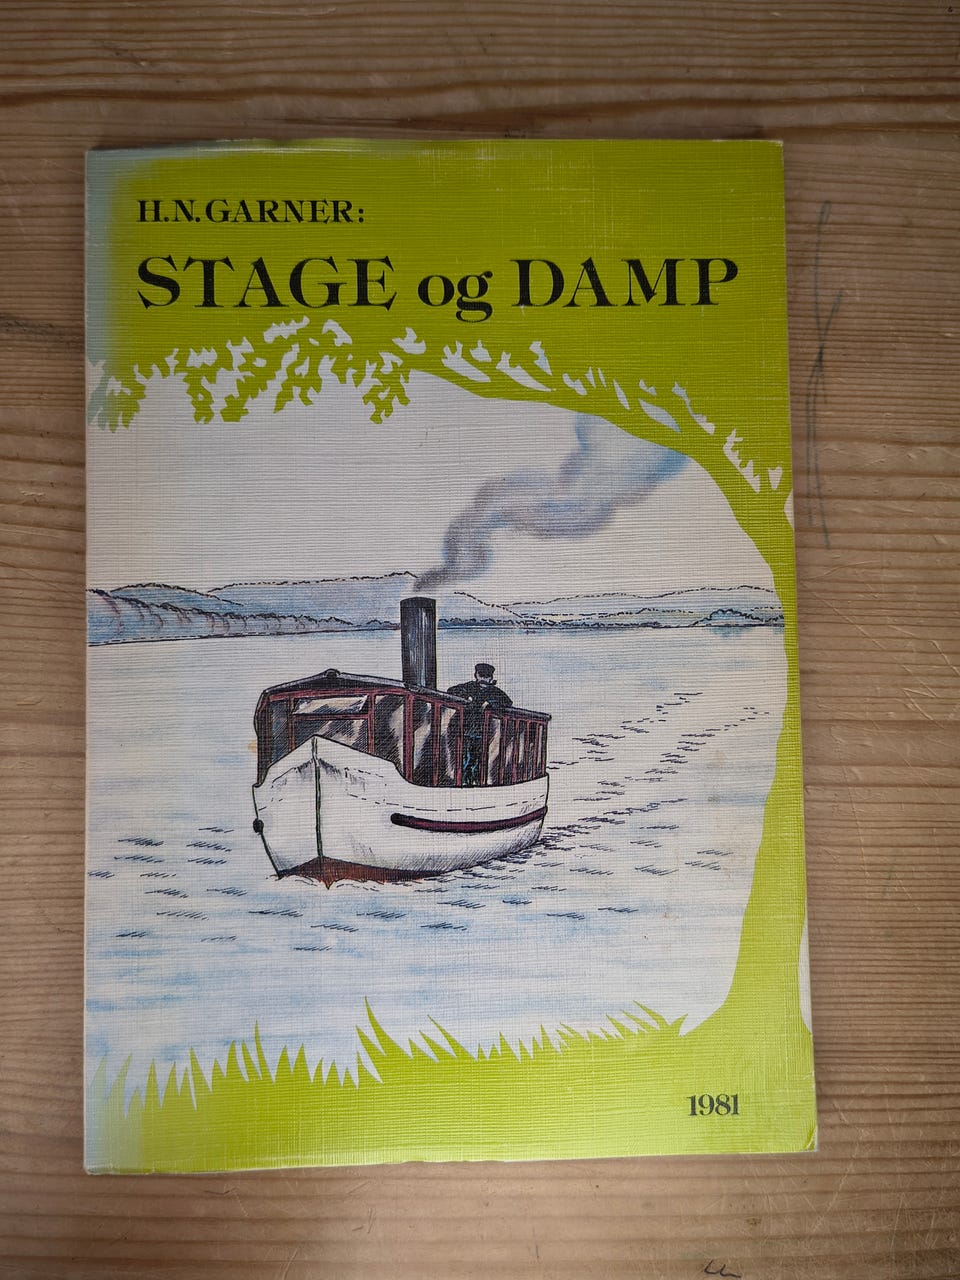 H.N.GARNER:
STAGE og DAMP
1981